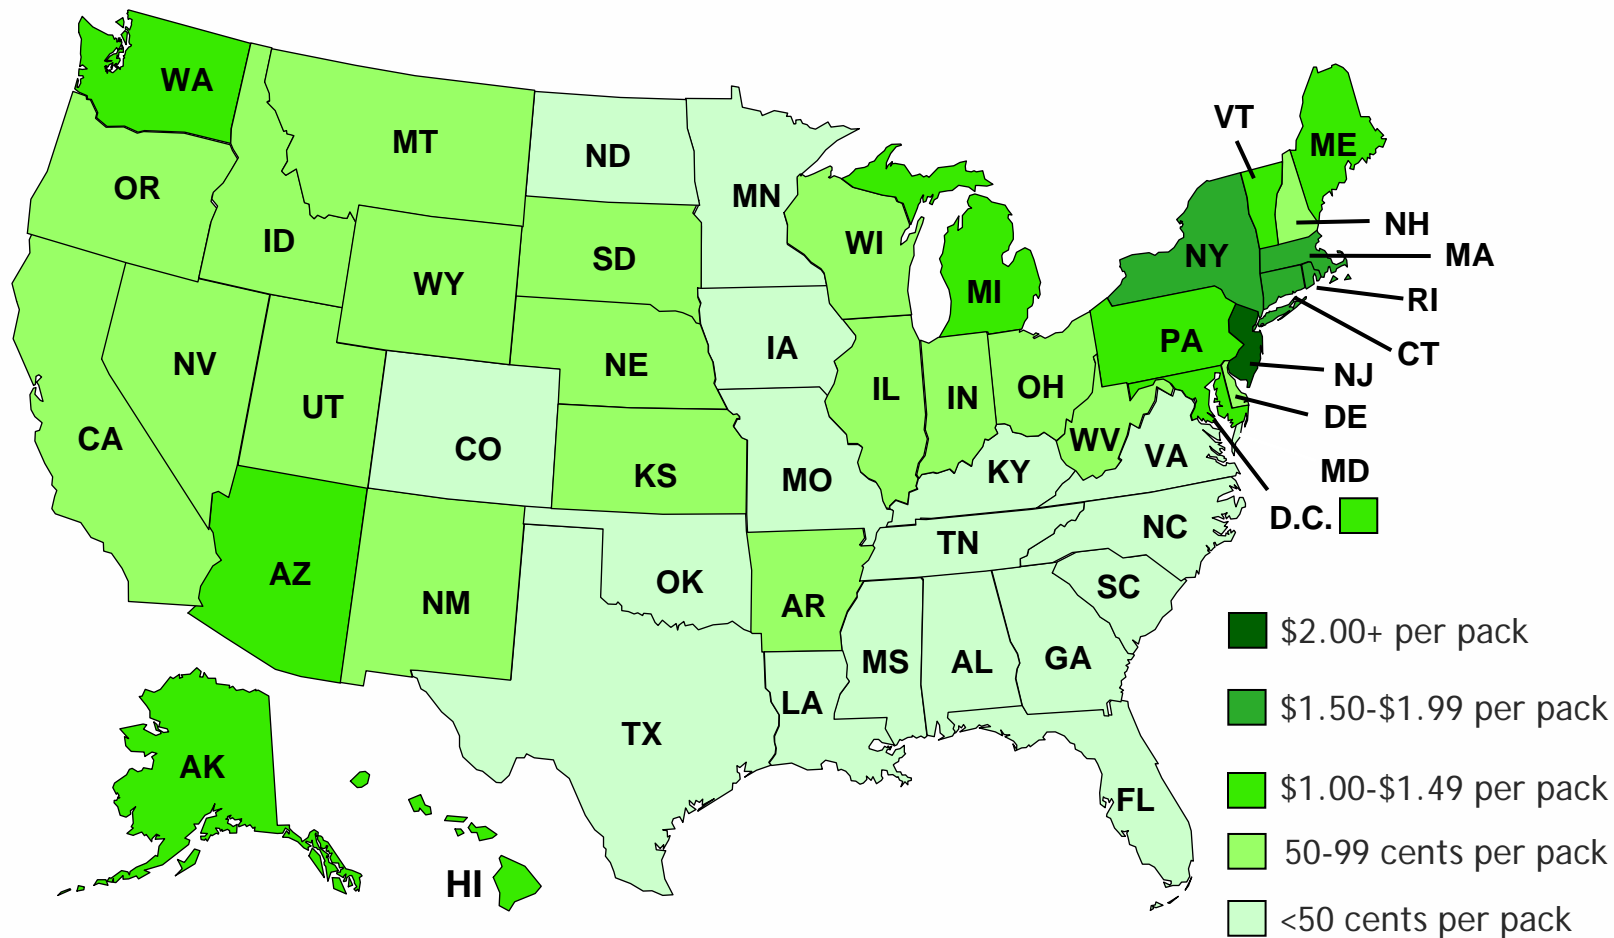 WA
MT
ND
MN
OR
ID
WY
SD
WI
MI
VT
ME
NH
NY
MA
RI
CT
NJ
DE
MD
D.C.
PA
NV
UT
CA
CO
NE
IA
IL
IN
OH
WV
VA
KS
MO
KY
NC
TN
AZ
NM
OK
AR
SC
MS
AL
GA
LA
TX
FL
AK
HI
$2.00+ per pack
$1.50-$1.99 per pack
$1.00-$1.49 per pack
50-99 cents per pack
<50 cents per pack